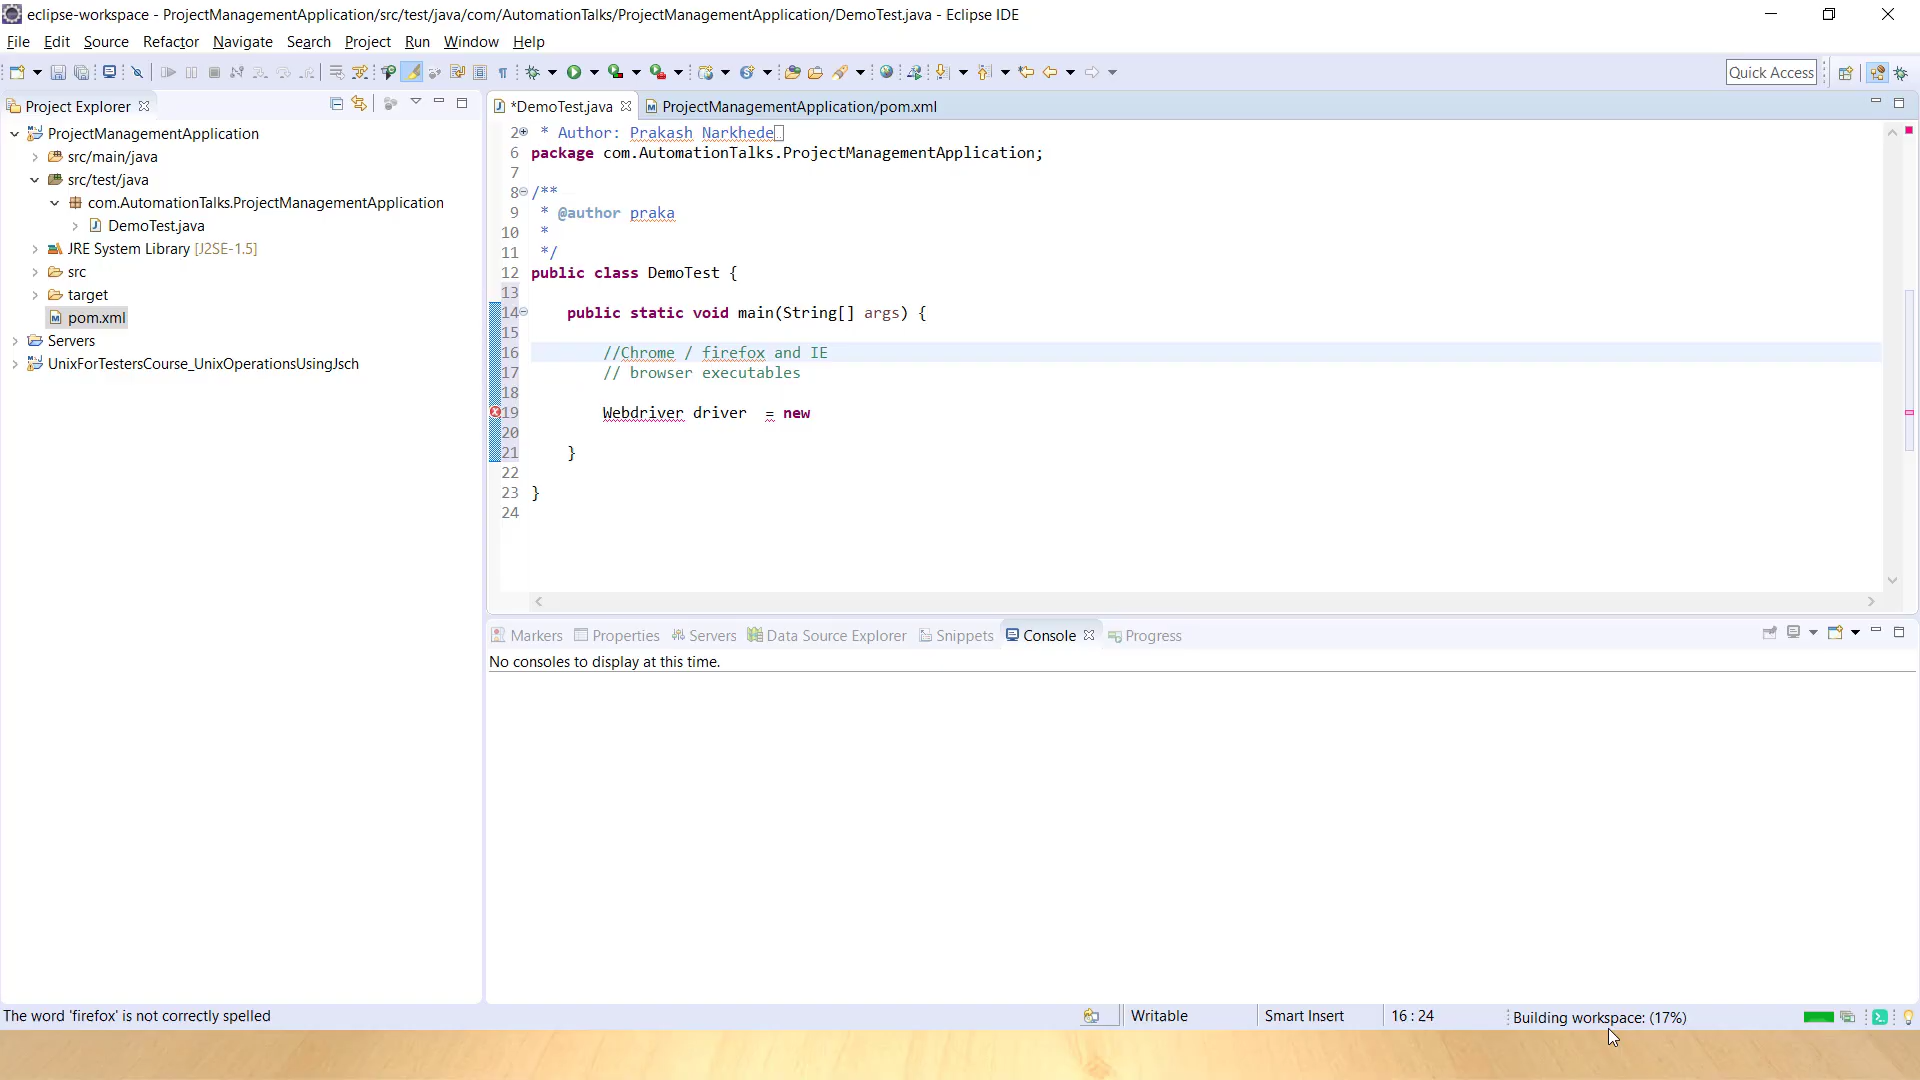 eclipse-workspace - ProjectManagementApplication/src/test/java/com/AutomationTalks/ProjectManagementApplication/DemoTest.java - Eclipse IDE
File Edit Source Refactor Navigate Search Project Run Window Help
Quick Access
Project Explorer
ProjectManagementApplication
src/main/java
src/test/java
com.AutomationTalks.ProjectManagementApplication
DemoTest.java
JRE System Library [J2SE-1.5]
src
target
pom.xml
Servers
UnixForTestersCourse_UnixOperationsUsingJsch
*DemoTest.java ProjectManagementApplication/pom.xml
2 * Author: Prakash Narkhede
6 package com.AutomationTalks.ProjectManagementApplication;
7
8 /**
9 * @author praka
10 *
11 */
12 public class DemoTest {
13
14 public static void main(String[] args) {
15
16 //Chrome / firefox and IE
17 // browser executables
18
19 Webdriver driver = new
20
21 }
22
23 }
24
Markers Properties Servers Data Source Explorer Snippets Console Progress
No consoles to display at this time.
The word 'firefox' is not correctly spelled Writable Smart Insert 16 : 24 Building workspace: (17%)